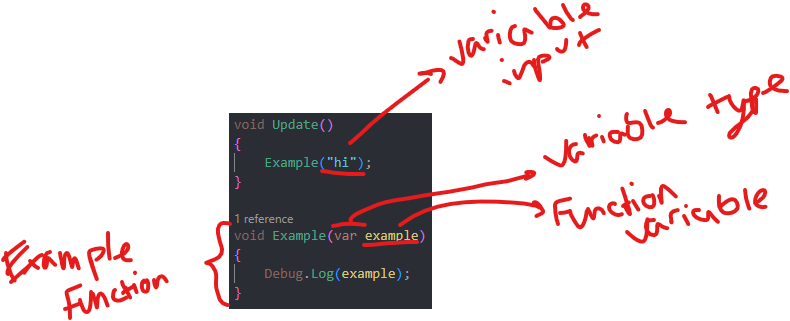 variable
input
void Update()
{
Example("hi");
}
variable type
1 reference
Function
variable
void Example(var example)
{
Debug.Log(example);
}
Example
Function